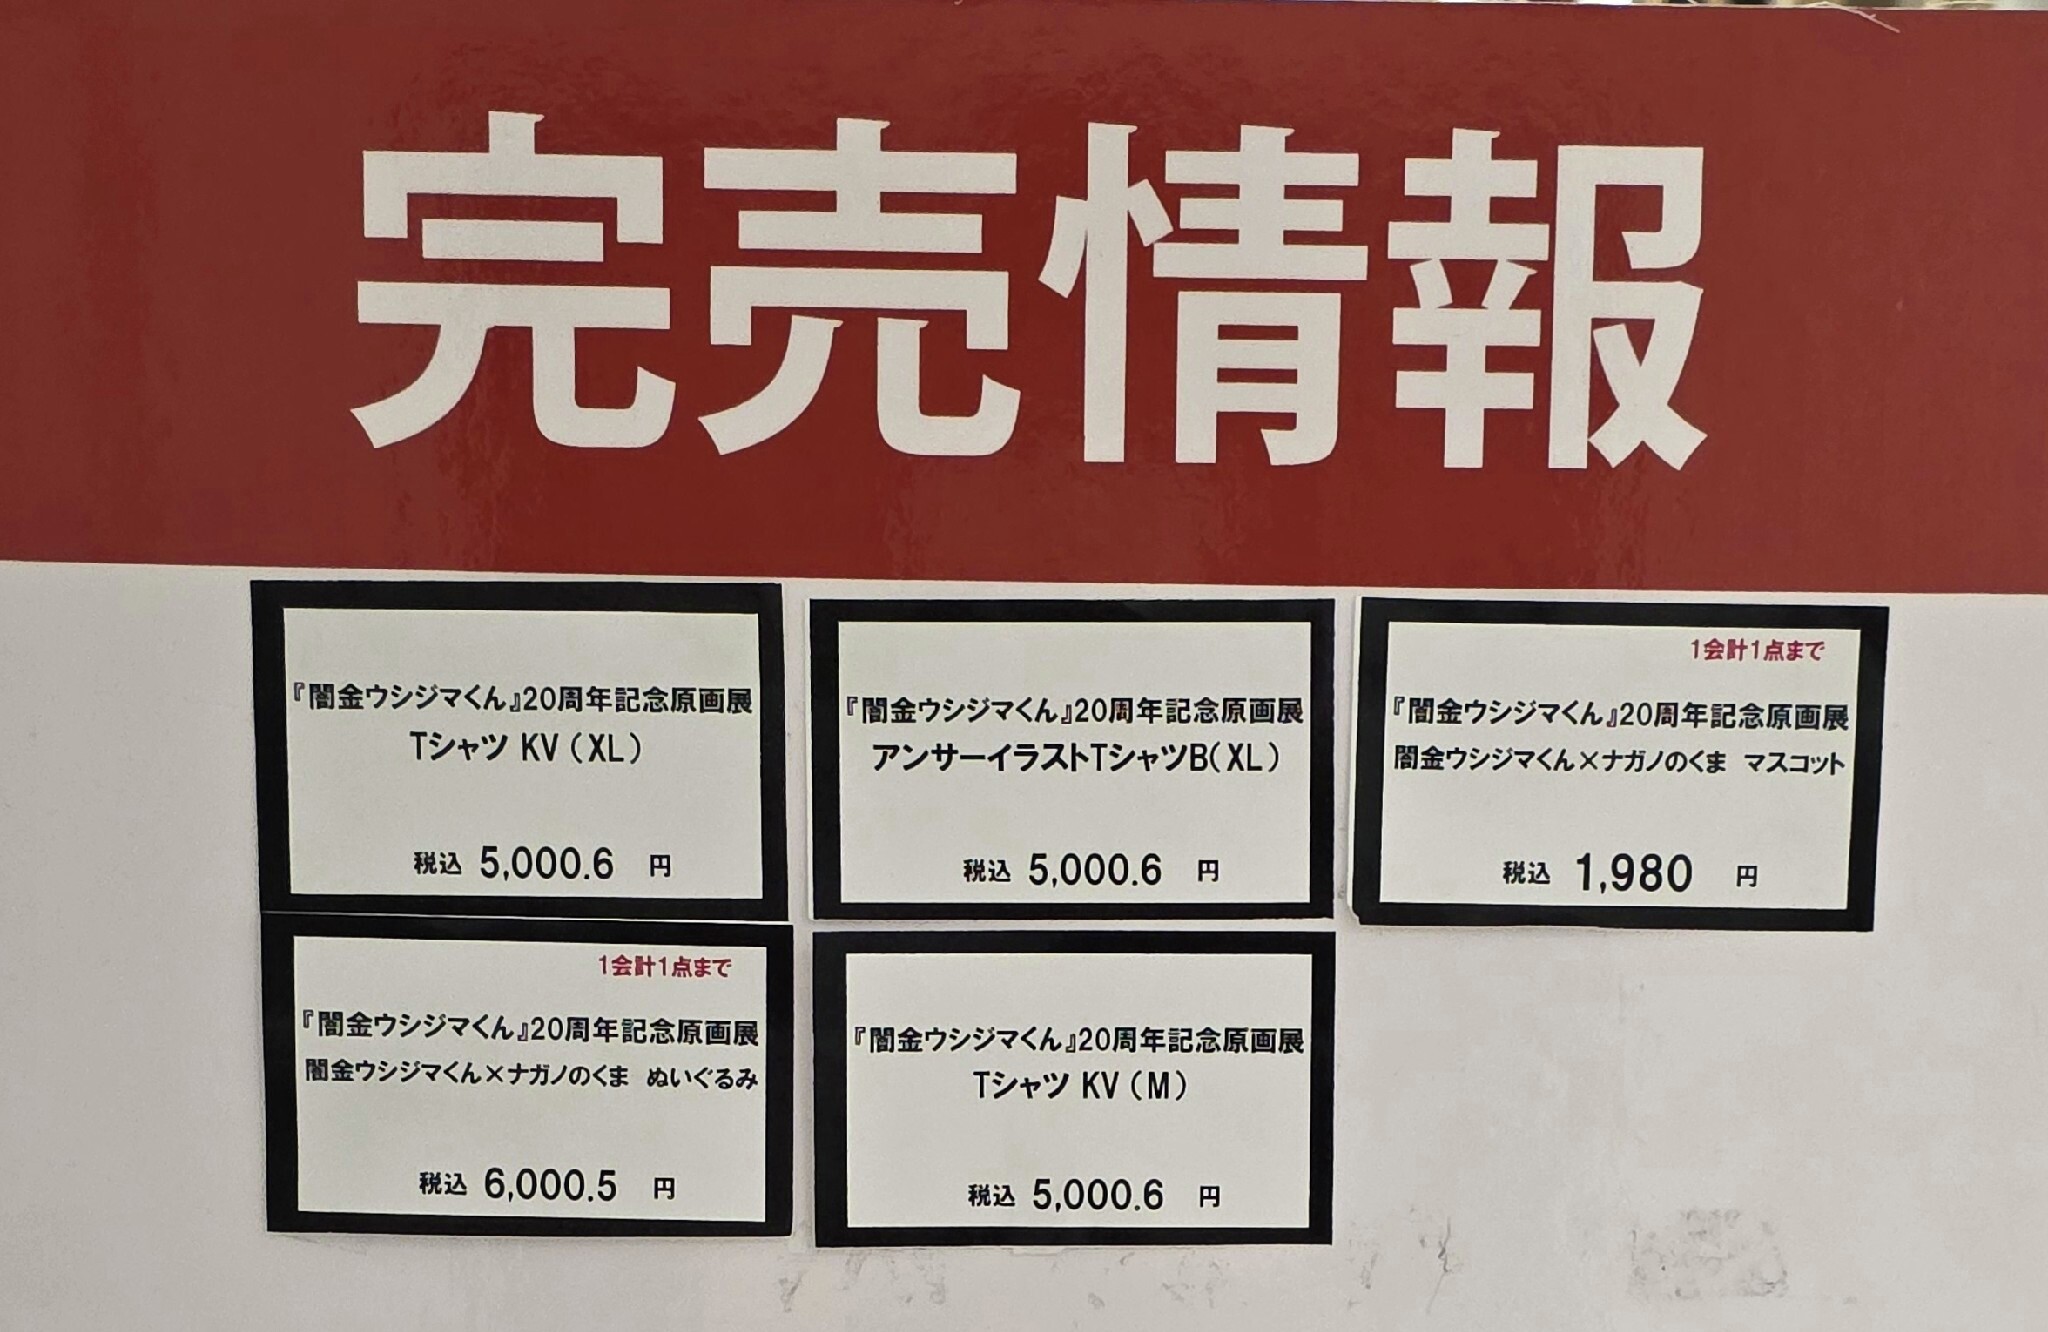 完売情報
『闇金ウシジマくん』20周年記念原画展
Tシャツ KV（XL）
税込 5,000.6 円
『闇金ウシジマくん』20周年記念原画展
アンサーイラストTシャツB(XL)
税込 5,000.6 円
1会計1点まで
『闇金ウシジマくん』20周年記念原画展
闇金ウシジマくん×ナガノのくま マスコット
税込 1,980 円
1会計1点まで
『闇金ウシジマくん』20周年記念原画展
闇金ウシジマくん×ナガノのくま ぬいぐるみ
税込 6,000.5 円
『闇金ウシジマくん』20周年記念原画展
Tシャツ KV（M）
税込 5,000.6 円